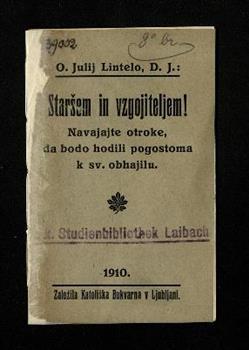 39002
O. Julij Lintelo, D. J.:
Staršem in vzgojiteljem!
Navajajte otroke,
da bodo hodili pogostoma
k sv. obhajilu.
k. Studienbibliothek Laibach
1910.
Založila Katoliška Bukvarna v Ljubljani.